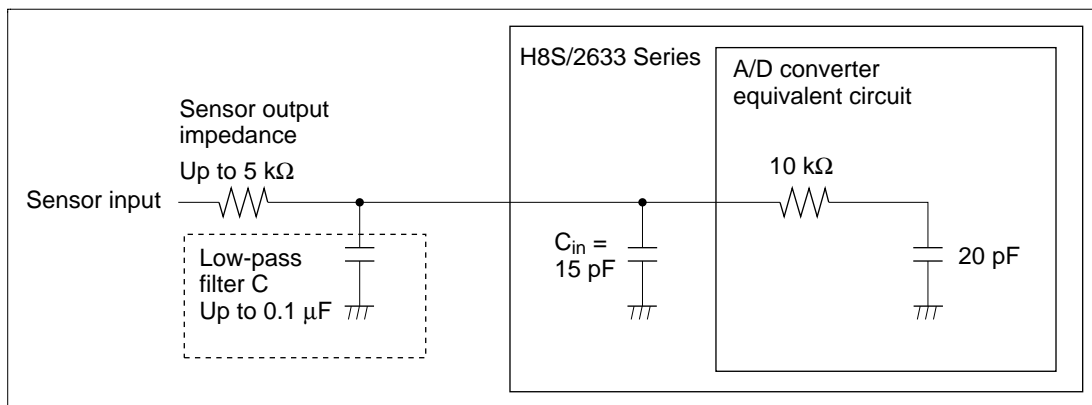 H8S/2633 Series
A/D converter
equivalent circuit
Sensor output
impedance
Up to 5 kΩ
10 kΩ
Sensor input
Low-pass
filter C
Up to 0.1 μF
Cin =
15 pF
20 pF